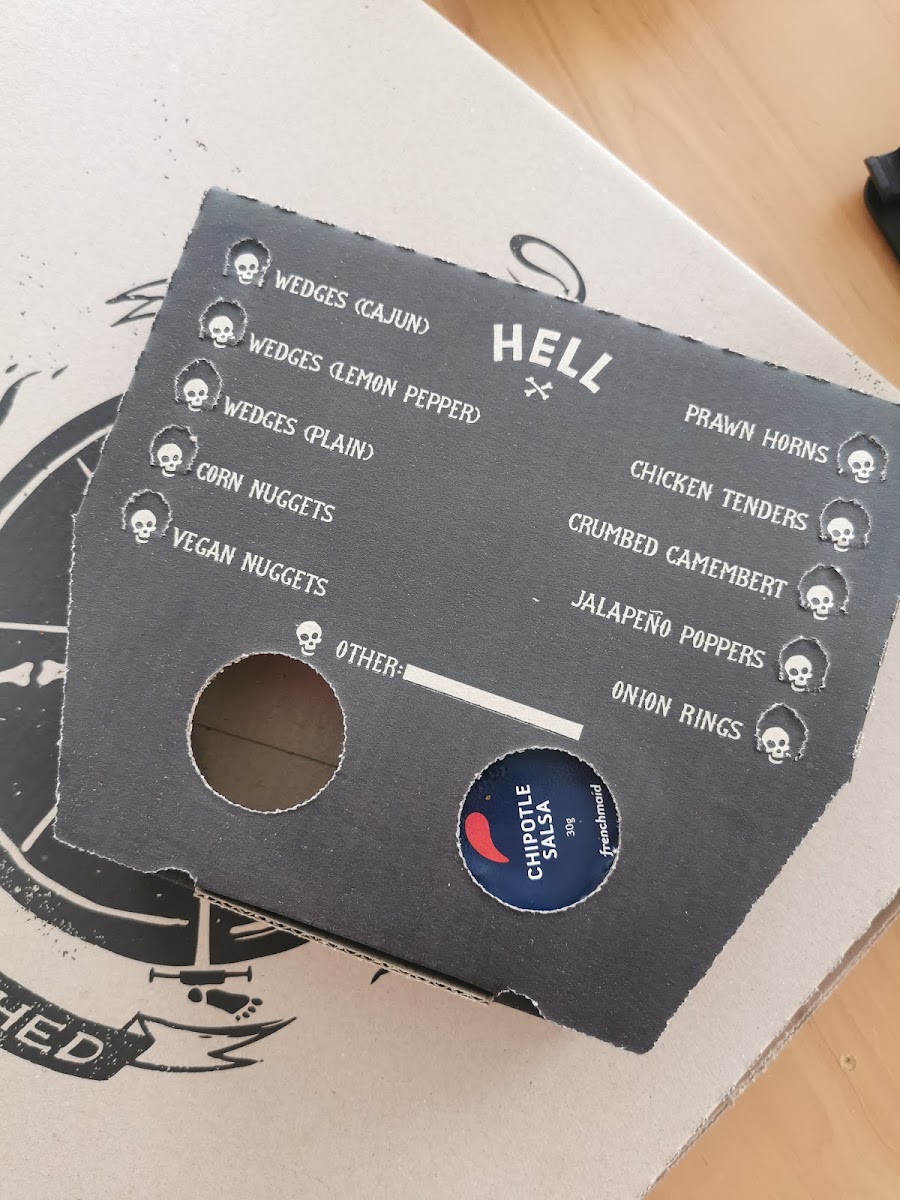 HELL
WEDGES (CAJUN)
WEDGES (LEMON PEPPER)
WEDGES (PLAIN)
CORN NUGGETS
VEGAN NUGGETS
PRAWN HORNS
CHICKEN TENDERS
CRUMBED CAMEMBERT
JALAPEÑO POPPERS
ONION RINGS
OTHER:
CHIPOTLE
SALSA
30g
frenchmaid